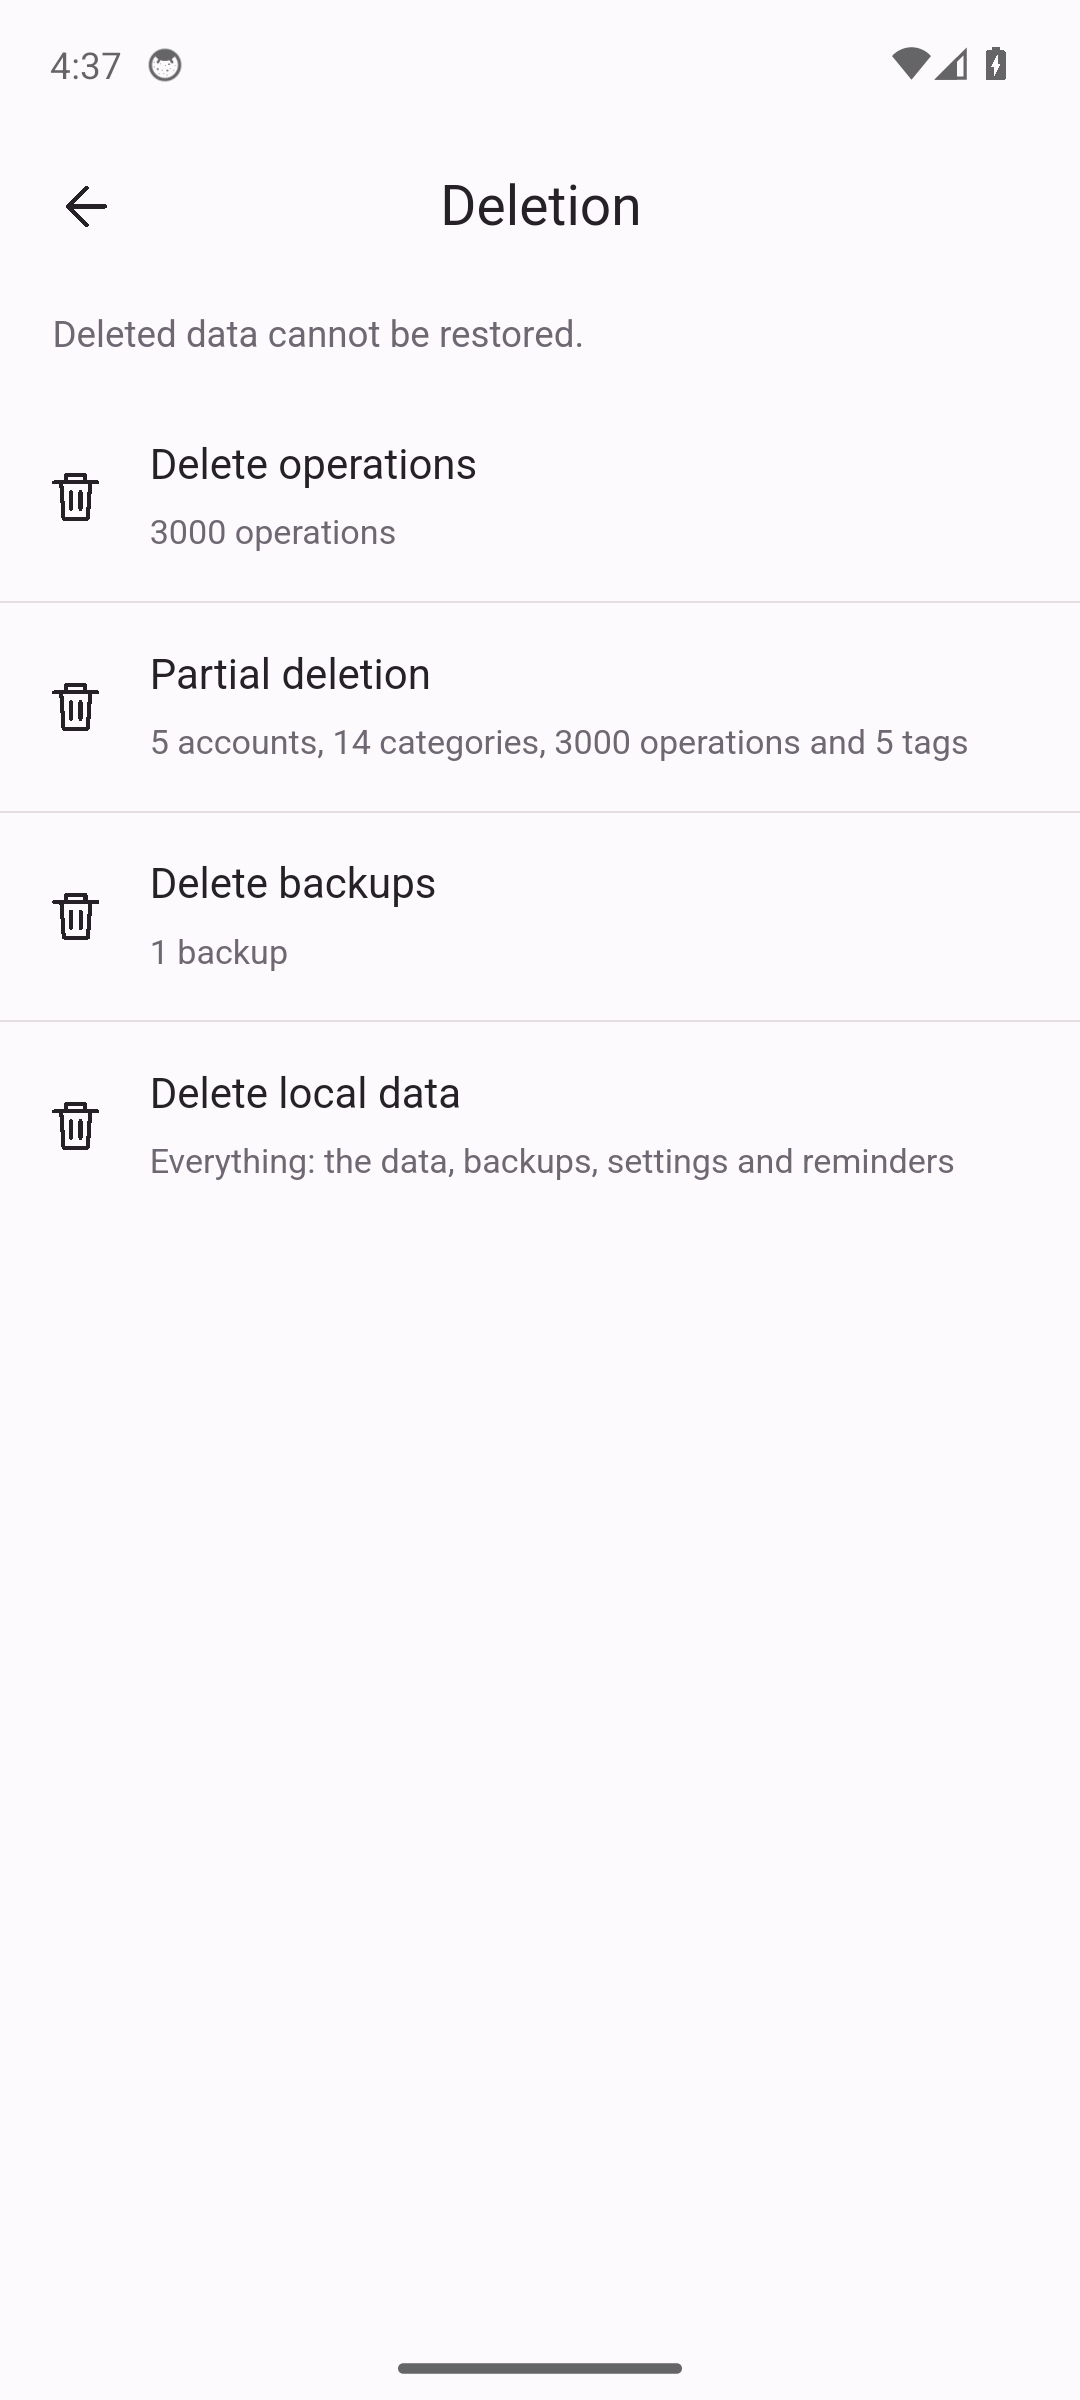 4:37
Deletion
Deleted data cannot be restored.
Delete operations
3000 operations
Partial deletion
5 accounts, 14 categories, 3000 operations and 5 tags
Delete backups
1 backup
Delete local data
Everything: the data, backups, settings and reminders